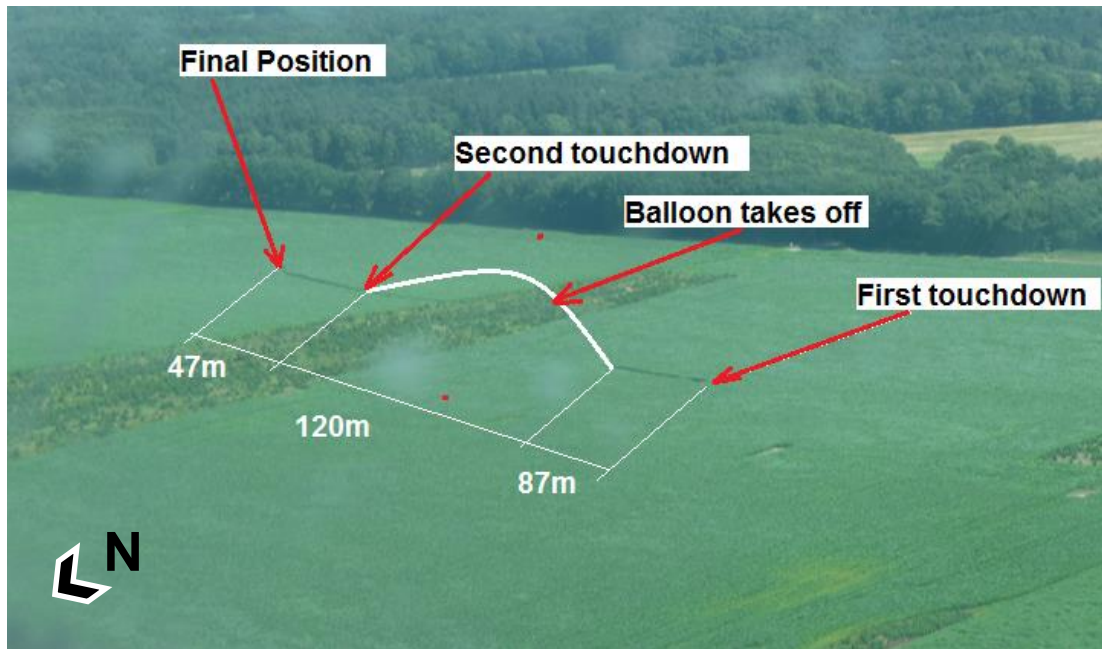 Final Position
Second touchdown
Balloon takes off
First touchdown
47m
120m
87m
N